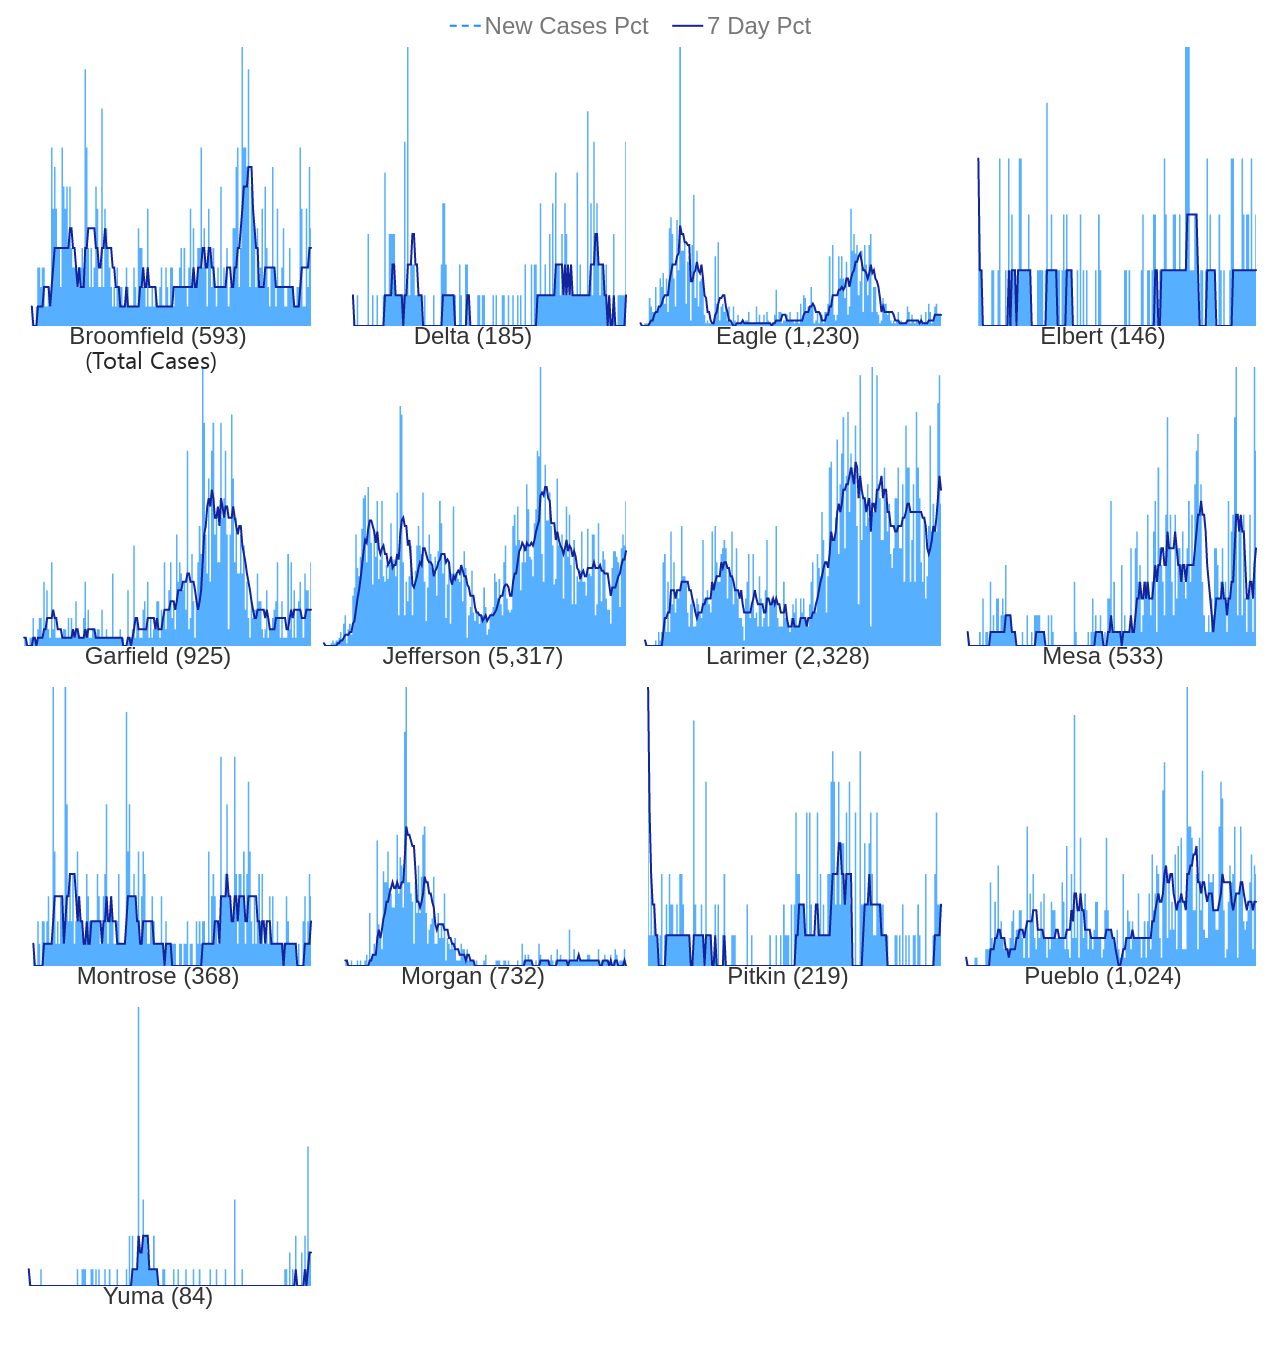 New Cases Pct 7 Day Pct
Broomfield (593)
(Total Cases)
Delta (185)
Eagle (1,230)
Elbert (146)
Garfield (925)
Jefferson (5,317)
Larimer (2,328)
Mesa (533)
Montrose (368)
Morgan (732)
Pitkin (219)
Pueblo (1,024)
Yuma (84)